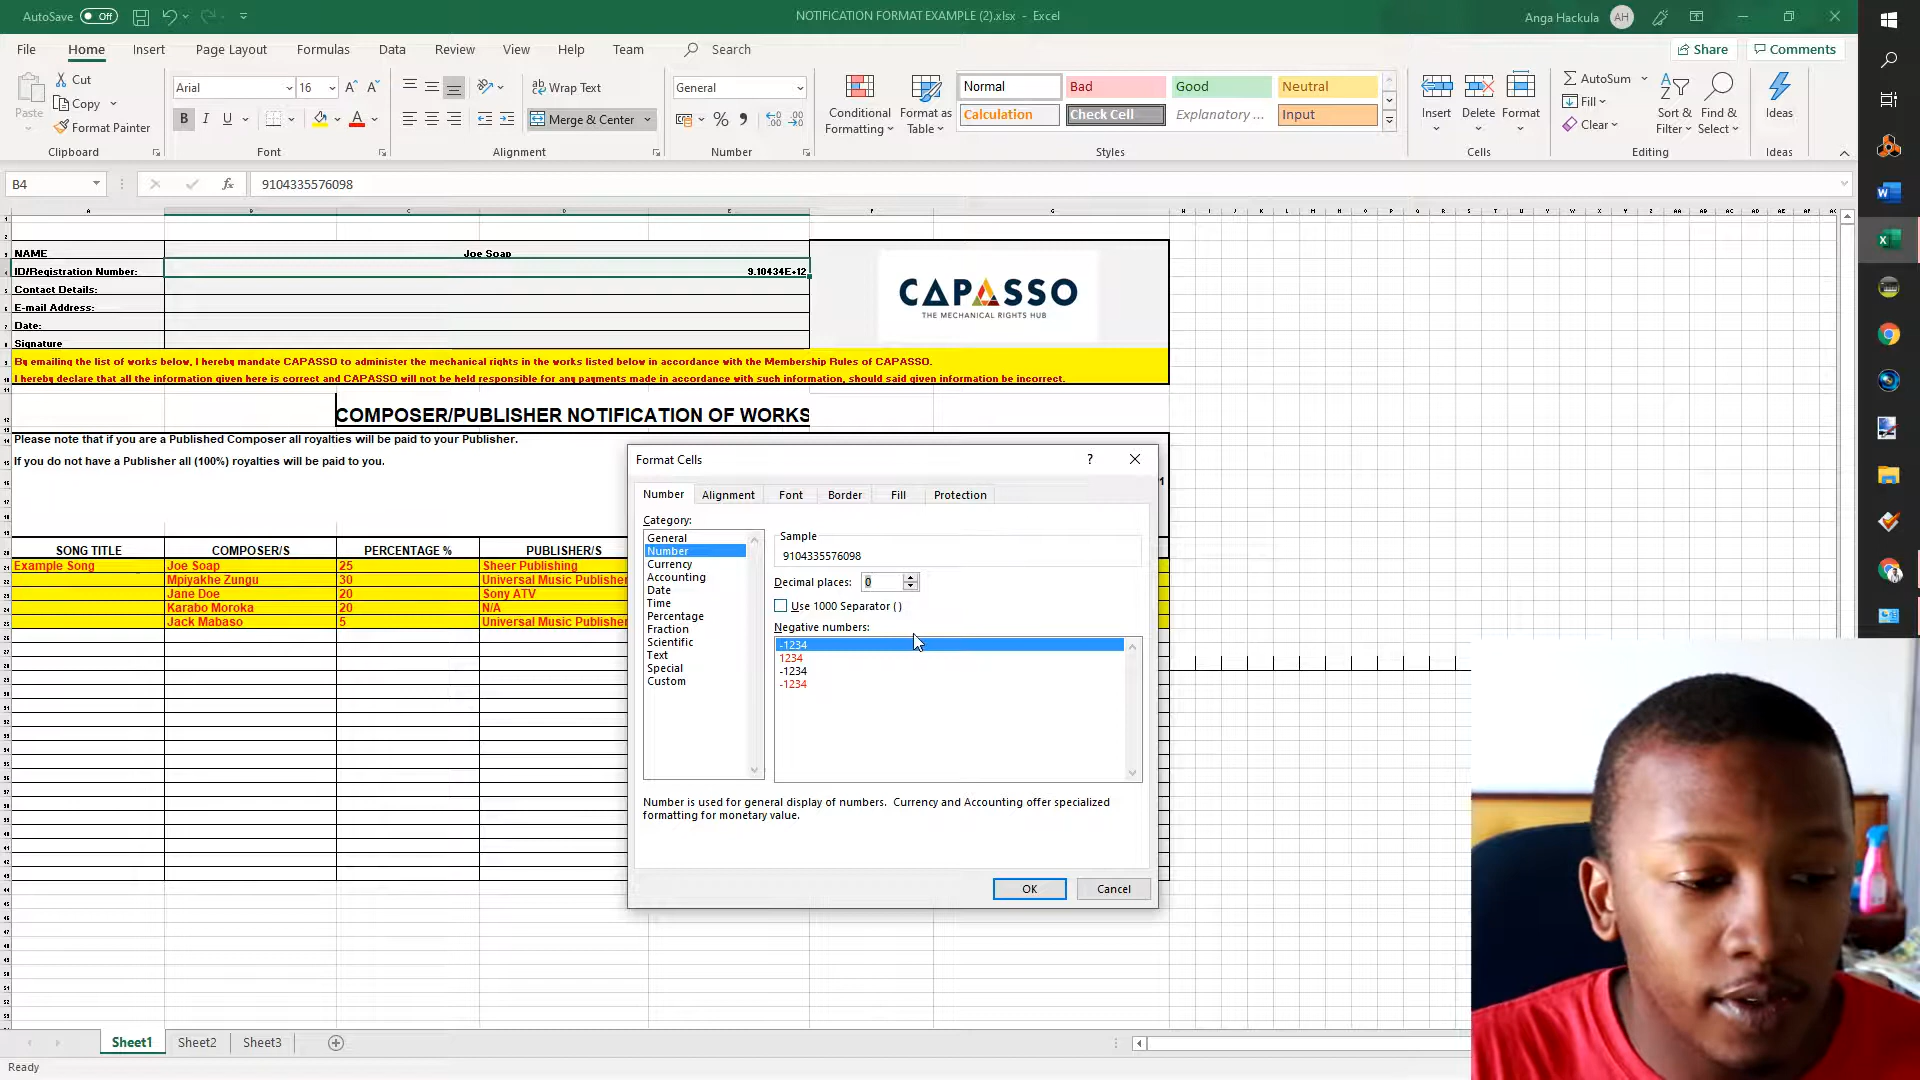 AutoSave Off
NOTIFICATION FORMAT EXAMPLE (2).xlsx - Excel
Anga Hackula AH
File Home Insert Page Layout Formulas Data Review View Help Team Search
Share Comments
Paste
Cut
Copy
Format Painter
Clipboard
Arial 16
B I U
Font
Wrap Text
Merge & Center
Alignment
General
Number
Conditional Formatting
Format as Table
Normal Bad Good Neutral
Calculation Check Cell Explanatory ... Input
Styles
Insert Delete Format
Cells
AutoSum
Fill
Clear
Sort & Filter
Find & Select
Editing
Ideas
Ideas
B4 fx 9104335576098
NAME Joe Soap
ID/Registration Number: 9.10434E+12
Contact Details:
E-mail Address:
Date:
Signature
CAPASSO
THE MECHANICAL RIGHTS HUB
By emailing the list of works below, I hereby mandate CAPASSO to administer the mechanical rights in the works listed below in accordance with the Membership Rules of CAPASSO.
I hereby declare that all the information given here is correct and CAPASSO will not be held responsible for any payments made in accordance with such information, should said given information be incorrect.
COMPOSER/PUBLISHER NOTIFICATION OF WORKS
Please note that if you are a Published Composer all royalties will be paid to your Publisher.
If you do not have a Publisher all (100%) royalties will be paid to you.
SONG TITLE COMPOSER/S PERCENTAGE % PUBLISHER/S
Example Song Joe Soap 25 Sheer Publishing
Mpiyakhe Zungu 30 Universal Music Publisher
Jane Doe 20 Sony ATV
Karabo Moroka 20 N/A
Jack Mabaso 5 Universal Music Publisher
Format Cells ?
Number Alignment Font Border Fill Protection
Category:
General
Number
Currency
Accounting
Date
Time
Percentage
Fraction
Scientific
Text
Special
Custom
Sample
9104335576098
Decimal places: 0
Use 1000 Separator ( )
Negative numbers:
-1234
1234
-1234
-1234
Number is used for general display of numbers. Currency and Accounting offer specialized
formatting for monetary value.
OK Cancel
Sheet1 Sheet2 Sheet3
Ready